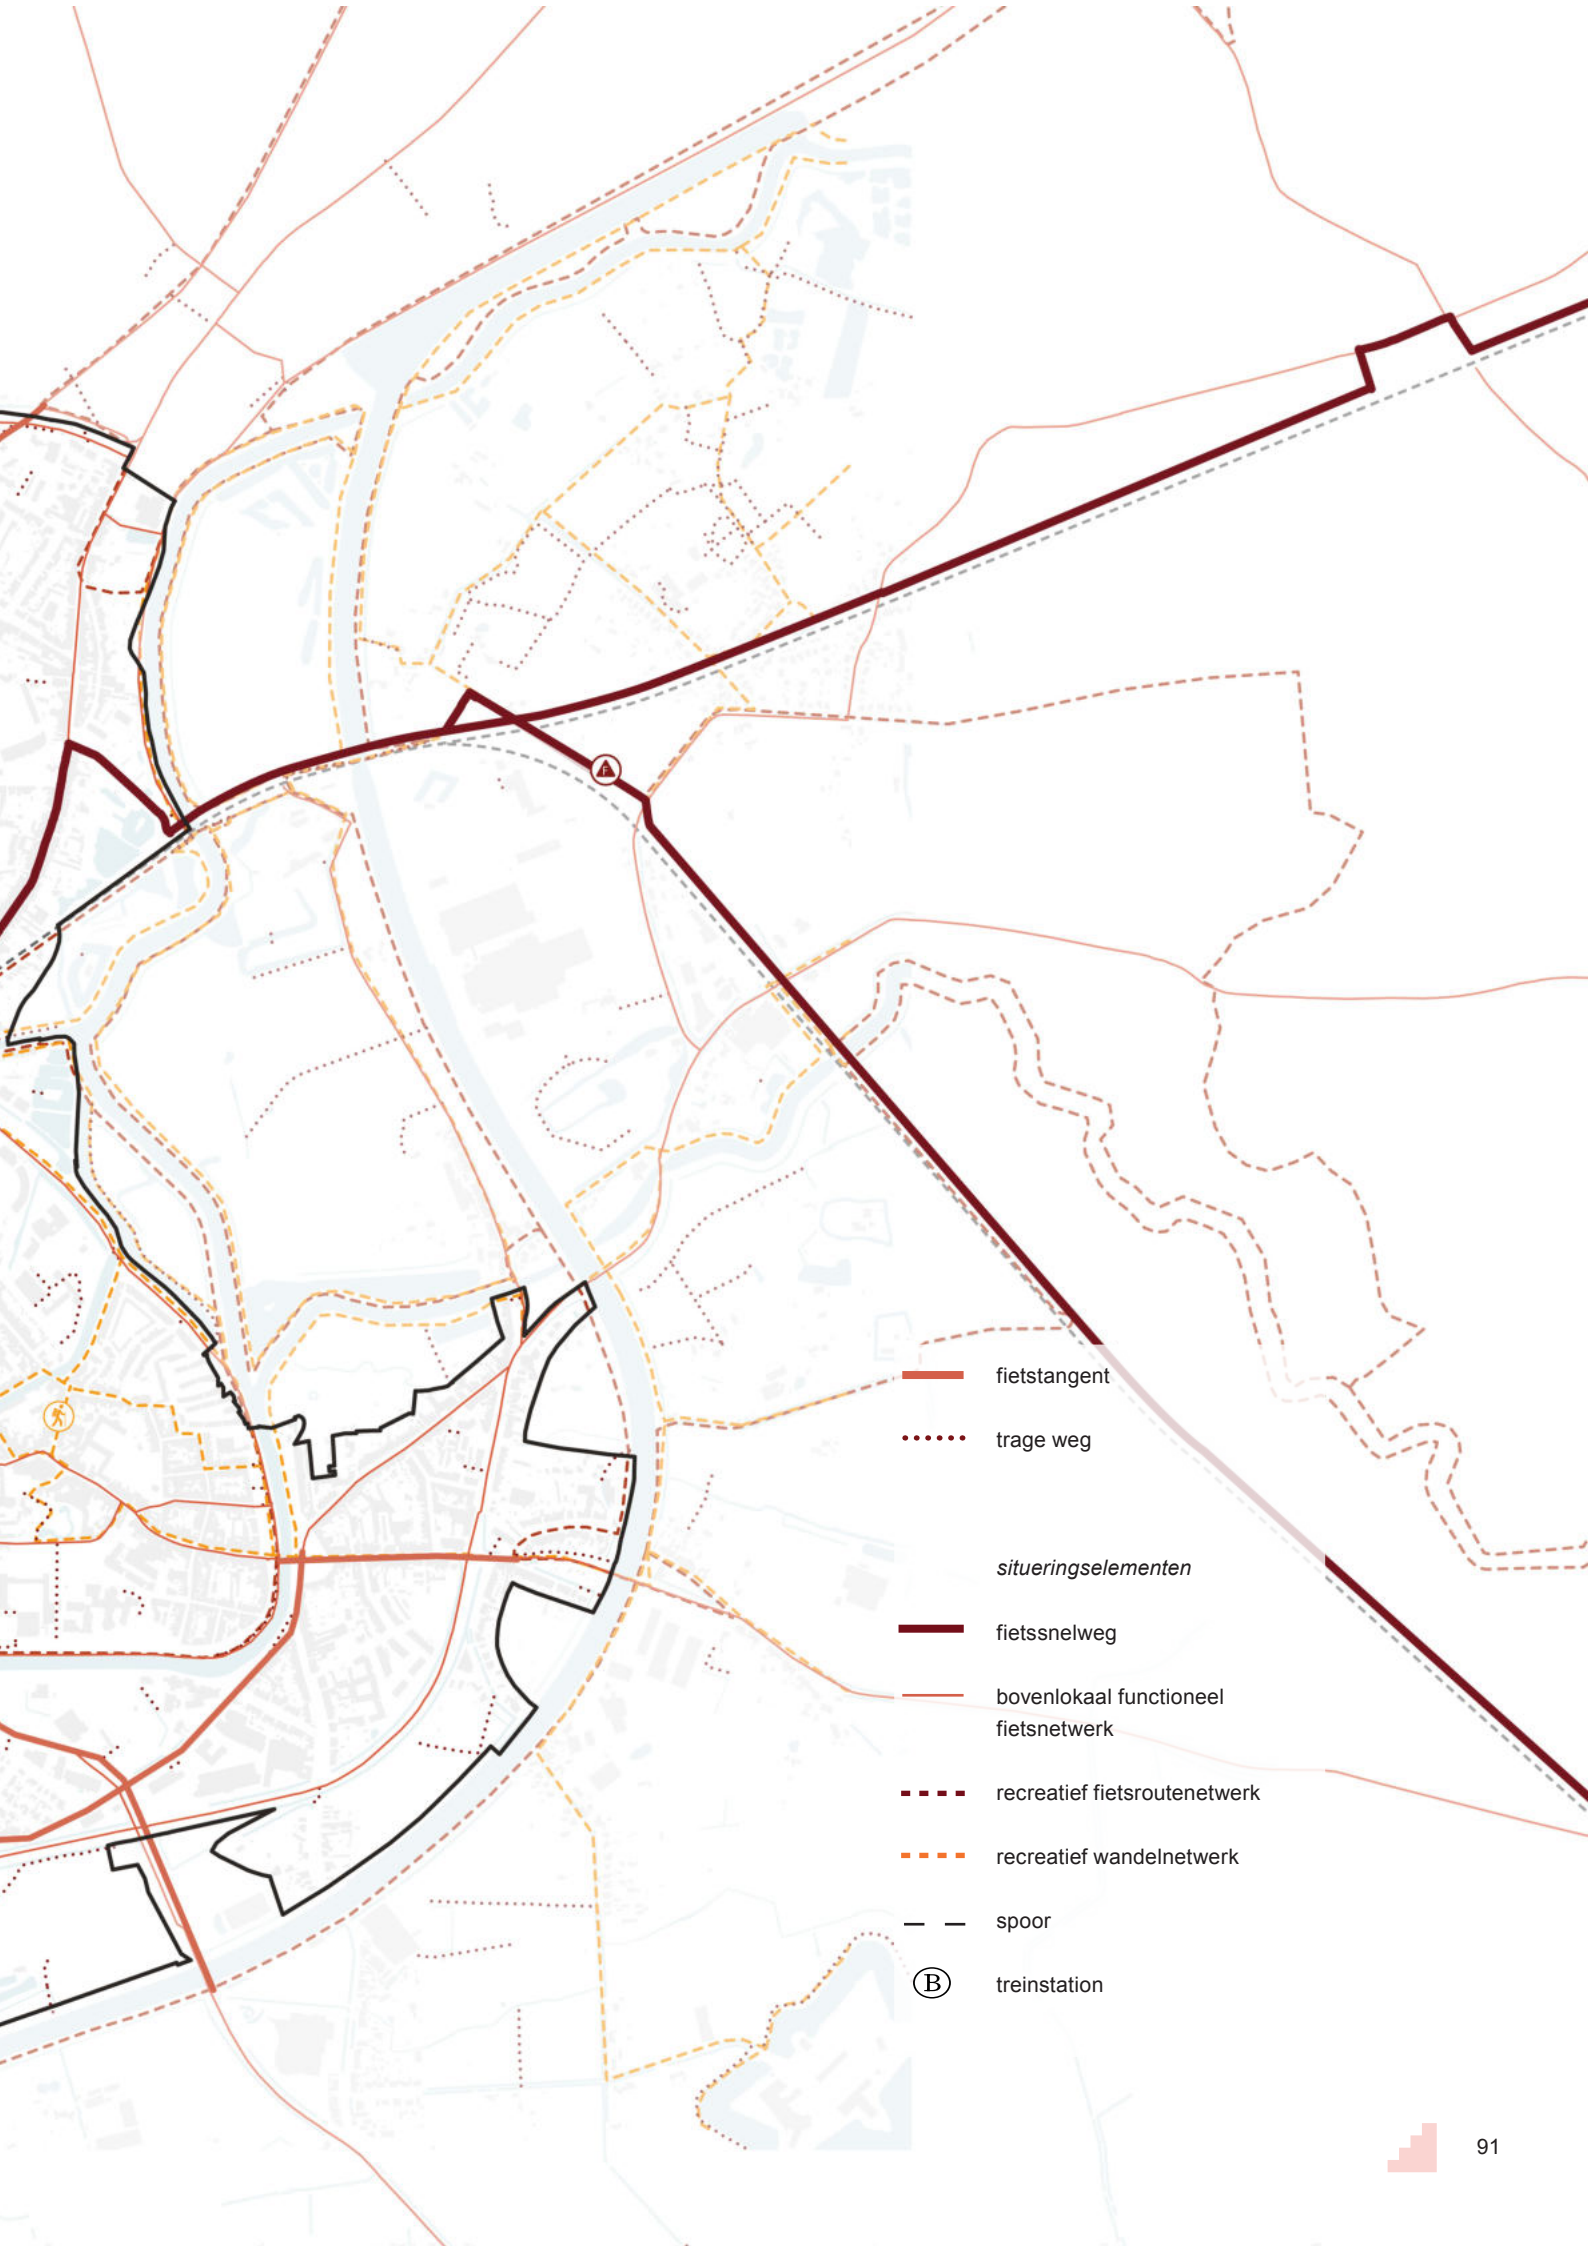 F
fietstangent
trage weg
situeringselementen
fietssnelweg
bovenlokaal functioneel
fietsnetwerk
recreatief fietsroutenetwerk
recreatief wandelnetwerk
spoor
B
treinstation
91